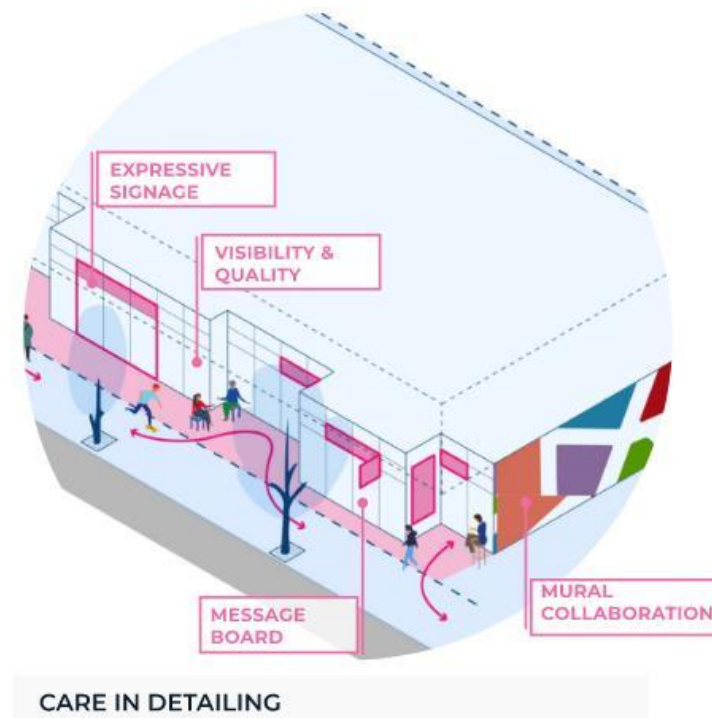 EXPRESSIVE
SIGNAGE
VISIBILITY &
QUALITY
MESSAGE
BOARD
MURAL
COLLABORATION
CARE IN DETAILING